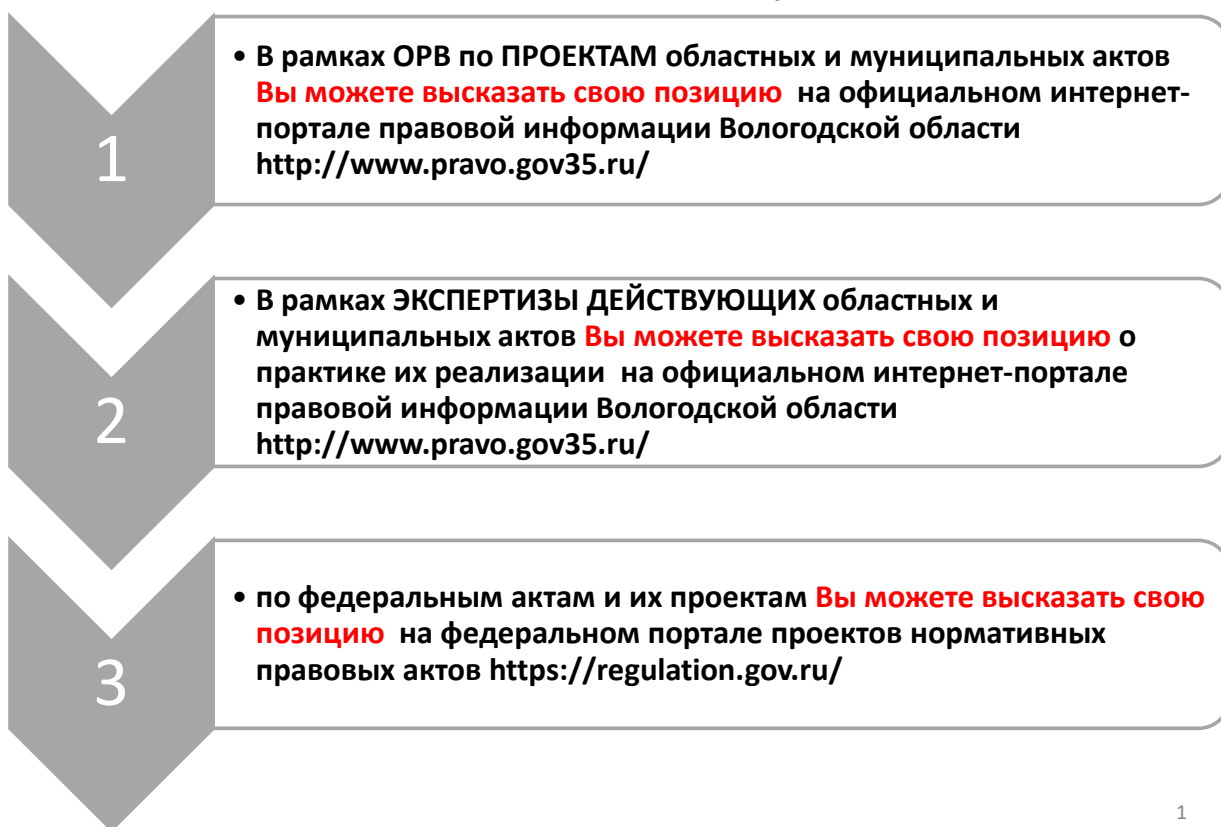 1
• В рамках ОРВ по ПРОЕКТАМ областных и муниципальных актов
Вы можете высказать свою позицию на официальном интернет-
портале правовой информации Вологодской области
http://www.pravo.gov35.ru/
2
• В рамках ЭКСПЕРТИЗЫ ДЕЙСТВУЮЩИХ областных и
муниципальных актов Вы можете высказать свою позицию о
практике их реализации на официальном интернет-портале
правовой информации Вологодской области
http://www.pravo.gov35.ru/
3
• по федеральным актам и их проектам Вы можете высказать свою
позицию на федеральном портале проектов нормативных
правовых актов https://regulation.gov.ru/
1